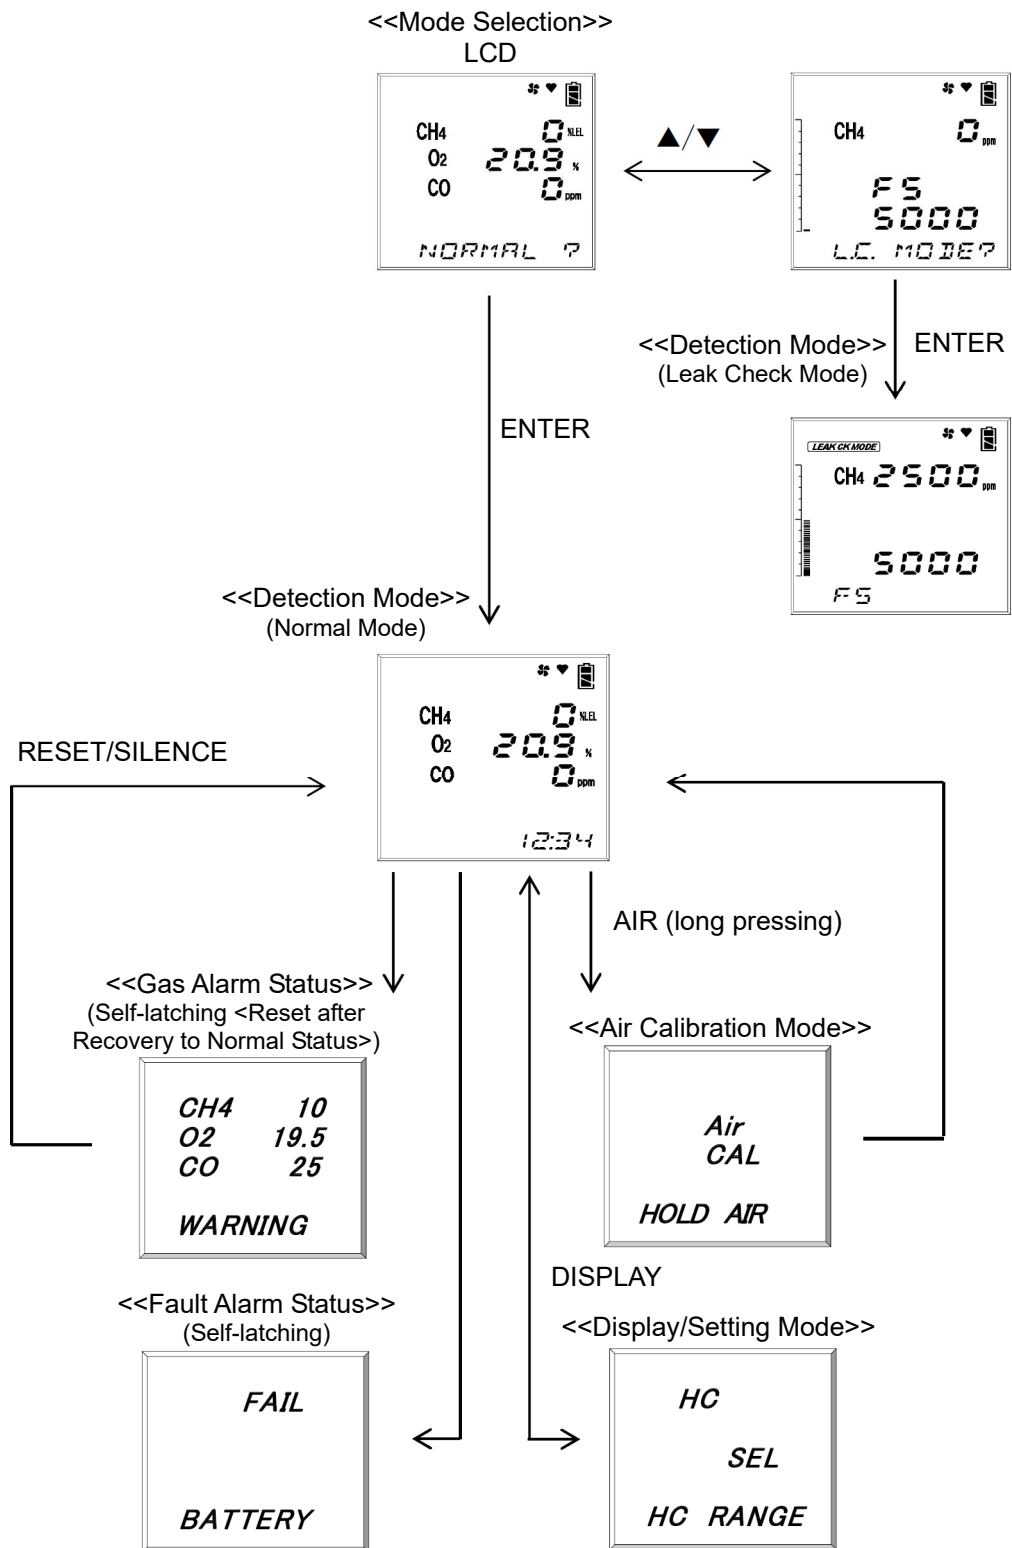 <<Mode Selection>>
LCD
CH4 0 %LEL
O2 20.9 %
CO 0 ppm
NORMAL ?
▲/▼
CH4 0 ppm
FS
5000
L.C. MODE?
ENTER
<<Detection Mode>>
(Leak Check Mode)
ENTER
LEAK CK MODE
CH4 2500 ppm
5000
FS
<<Detection Mode>>
(Normal Mode)
CH4 0 %LEL
O2 20.9 %
CO 0 ppm
12:34
RESET/SILENCE
AIR (long pressing)
<<Gas Alarm Status>>
(Self-latching <Reset after
Recovery to Normal Status>)
CH4 10
O2 19.5
CO 25
WARNING
<<Air Calibration Mode>>
Air
CAL
HOLD AIR
DISPLAY
<<Fault Alarm Status>>
(Self-latching)
FAIL
BATTERY
<<Display/Setting Mode>>
HC
SEL
HC RANGE